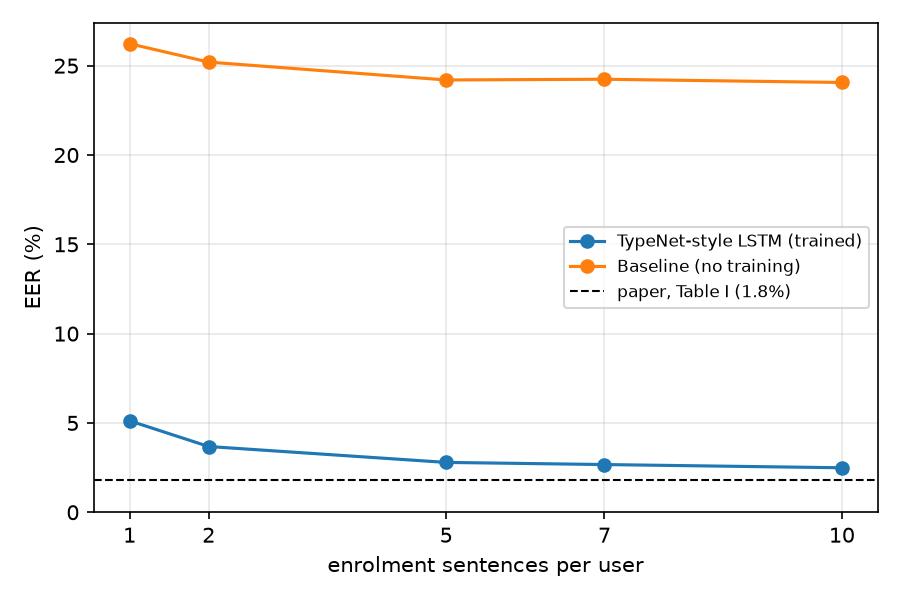 25
20
15
10
5
0
EER (%)
TypeNet-style LSTM (trained)
Baseline (no training)
paper, Table I (1.8%)
1 2 5 7 10
enrolment sentences per user